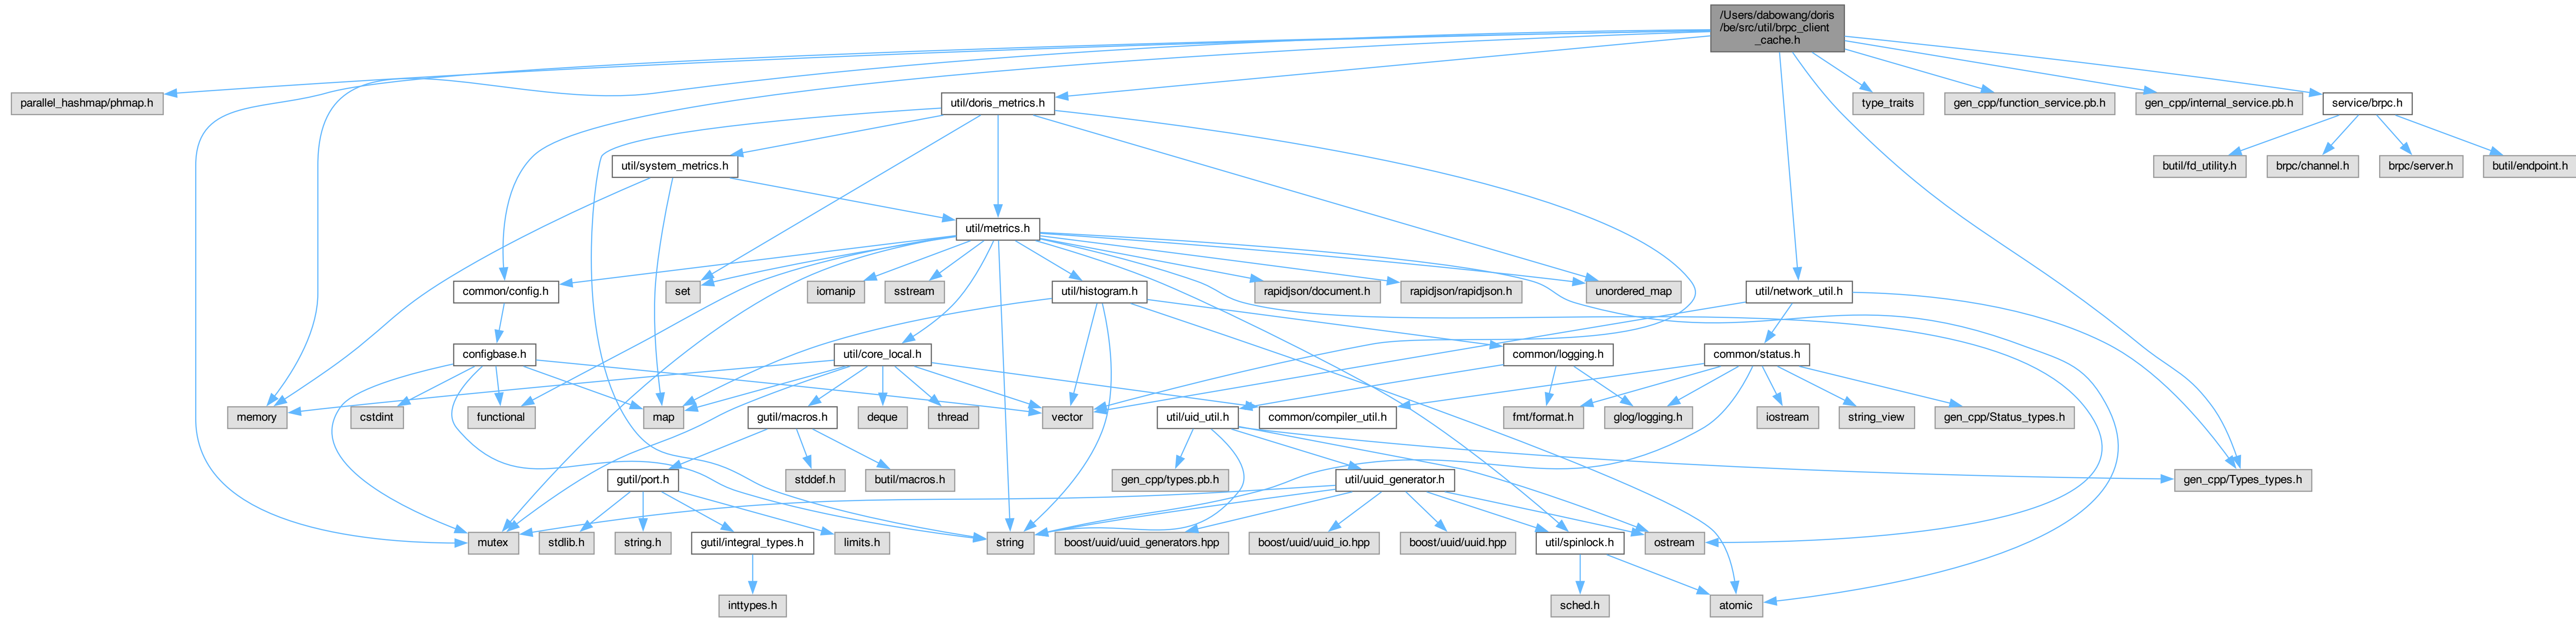 /Users/dabowang/doris
/be/src/util/brpc_client
_cache.h
parallel_hashmap/phmap.h
util/doris_metrics.h
type_traits
gen_cpp/function_service.pb.h
gen_cpp/internal_service.pb.h
service/brpc.h
util/system_metrics.h
butil/fd_utility.h
brpc/channel.h
brpc/server.h
butil/endpoint.h
util/metrics.h
common/config.h
set
iomanip
sstream
util/histogram.h
rapidjson/document.h
rapidjson/rapidjson.h
unordered_map
util/network_util.h
configbase.h
util/core_local.h
common/logging.h
common/status.h
memory
cstdint
functional
map
gutil/macros.h
deque
thread
vector
util/uid_util.h
common/compiler_util.h
fmt/format.h
glog/logging.h
iostream
string_view
gen_cpp/Status_types.h
gutil/port.h
stddef.h
butil/macros.h
gen_cpp/types.pb.h
util/uuid_generator.h
gen_cpp/Types_types.h
mutex
stdlib.h
string.h
gutil/integral_types.h
limits.h
string
boost/uuid/uuid_generators.hpp
boost/uuid/uuid_io.hpp
boost/uuid/uuid.hpp
util/spinlock.h
ostream
inttypes.h
sched.h
atomic